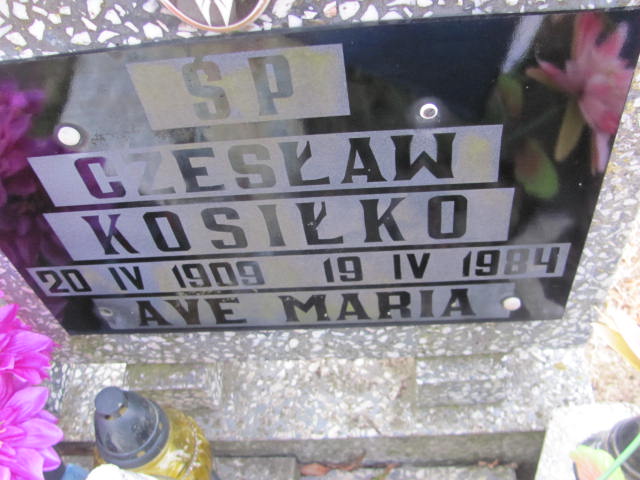 ŚP
CZESŁAW
KOSIŁKO
20 IV 1909 19 IV 1984
AVE MARIA